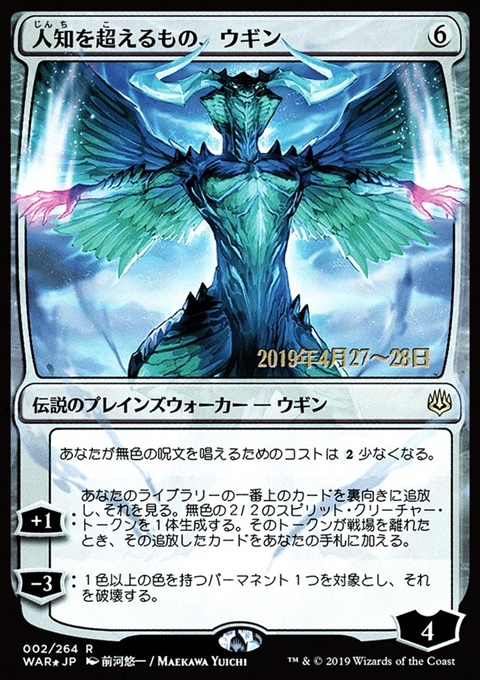 じんち こ
人知を超えるもの、ウギン 6
2019年4月27~28日
伝説のプレインズウォーカー — ウギン
あなたが無色の呪文を唱えるためのコストは 2 少なくなる。
+1: あなたのライブラリーの一番上のカードを裏向きに追放
し、それを見る。無色の2/2のスピリット・クリーチャー・
トークンを1体生成する。そのトークンが戦場を離れた
とき、その追放したカードをあなたの手札に加える。
-3: 1色以上の色を持つパーマネント1つを対象とし、それ
を破壊する。
4
002/264 R
WAR★JP 前河悠一 / MAEKAWA YUICHI
™ & © 2019 Wizards of the Coast